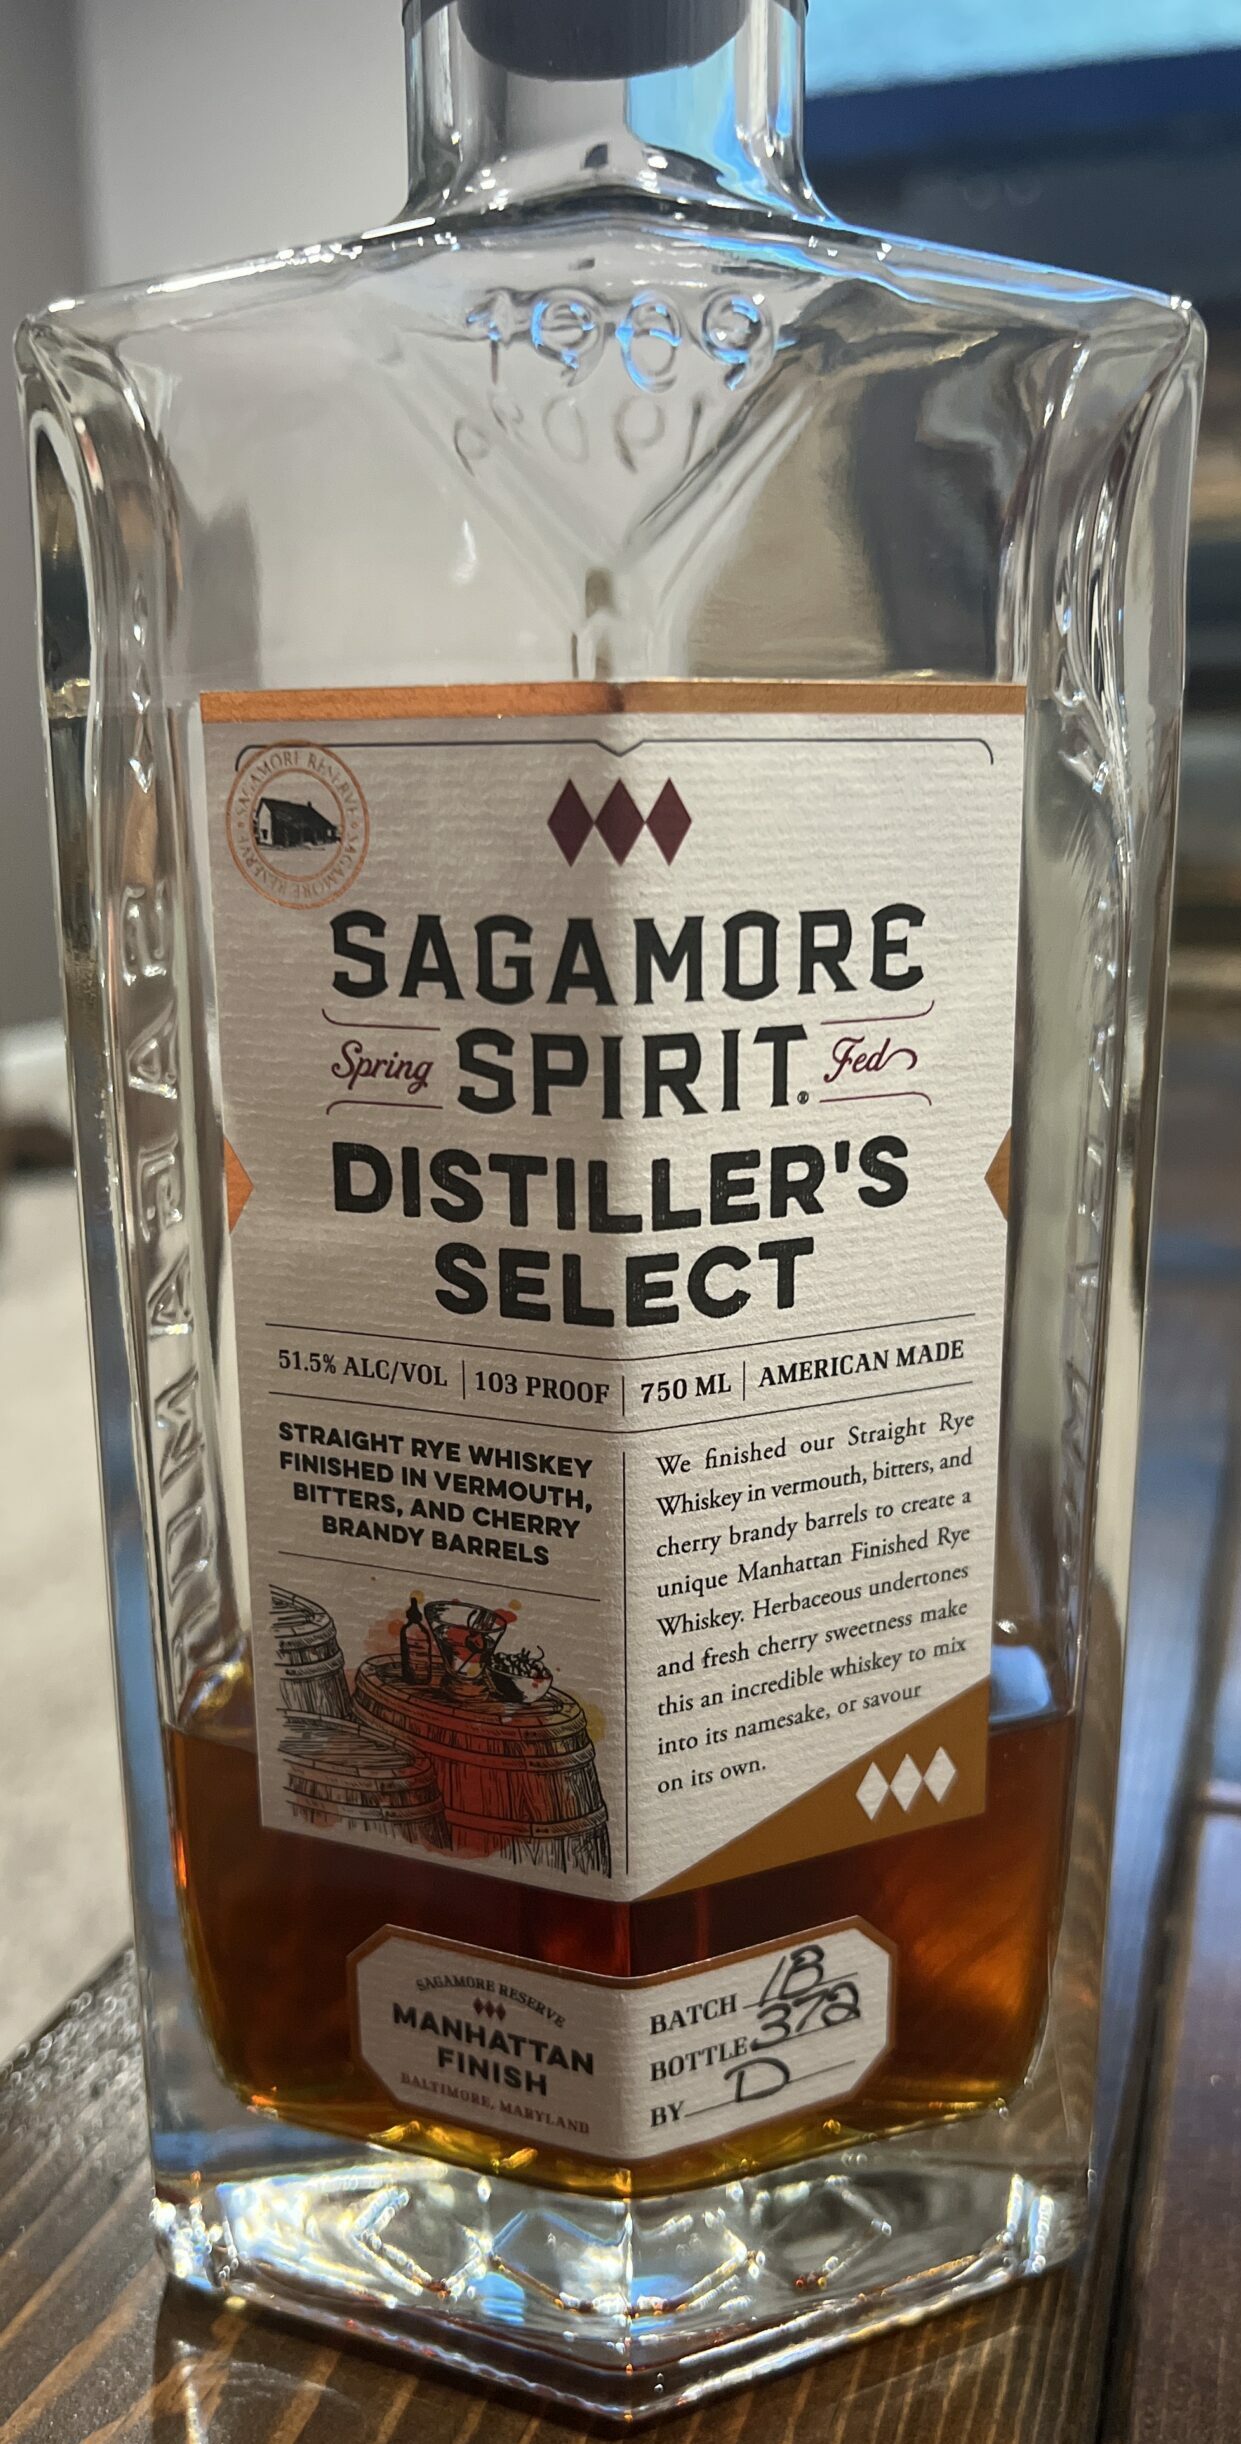 1909
SAGAMORE RESERVE SAGAMORE RESERVE
SAGAMORE
Spring SPIRIT® Fed
DISTILLER'S
SELECT
51.5% ALC/VOL | 103 PROOF | 750 ML | AMERICAN MADE
STRAIGHT RYE WHISKEY
FINISHED IN VERMOUTH,
BITTERS, AND CHERRY
BRANDY BARRELS
We finished our Straight Rye
Whiskey in vermouth, bitters, and
cherry brandy barrels to create a
unique Manhattan Finished Rye
Whiskey. Herbaceous undertones
and fresh cherry sweetness make
this an incredible whiskey to mix
into its namesake, or savour
on its own.
SAGAMORE RESERVE
MANHATTAN
FINISH
BALTIMORE, MARYLAND
BATCH 1B
BOTTLE 372
BY D